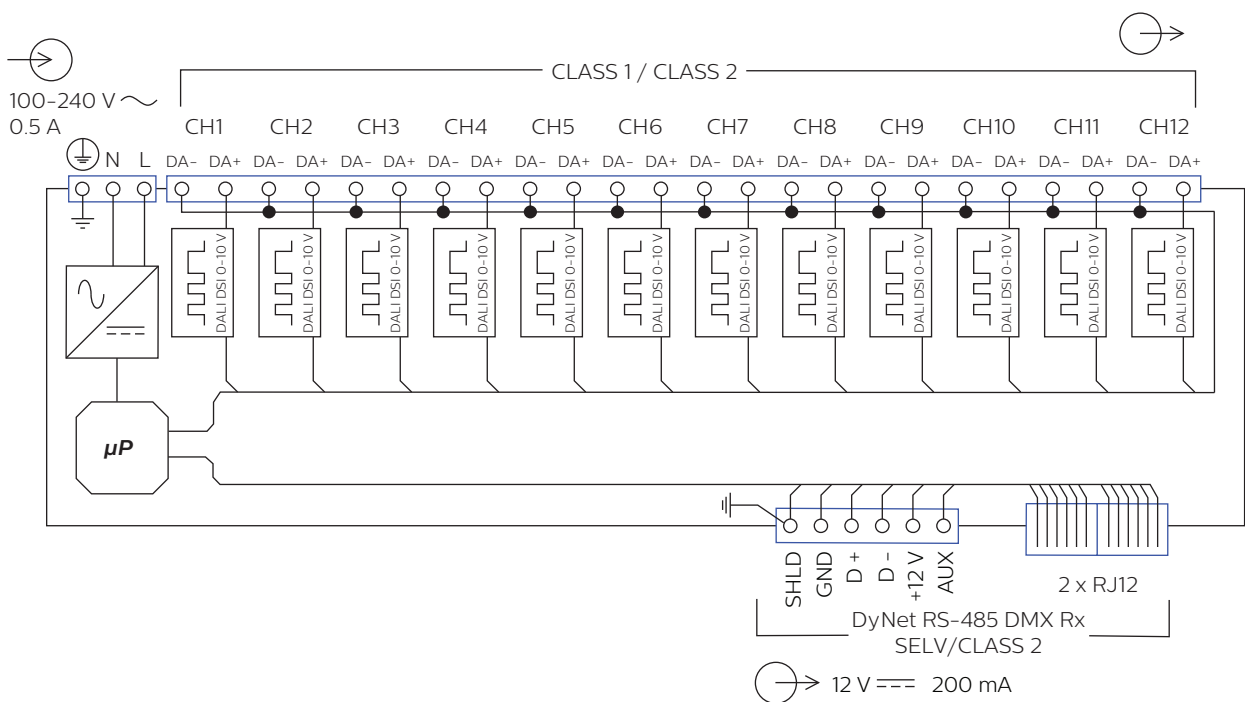 CLASS 1 / CLASS 2
100-240 V
0.5 A
CH1 CH2 CH3 CH4 CH5 CH6 CH7 CH8 CH9 CH10 CH11 CH12
N L DA- DA+ DA- DA+ DA- DA+ DA- DA+ DA- DA+ DA- DA+ DA- DA+ DA- DA+ DA- DA+ DA- DA+ DA- DA+ DA- DA+
DALI DSI 0-10 V
DALI DSI 0-10 V
DALI DSI 0-10 V
DALI DSI 0-10 V
DALI DSI 0-10 V
DALI DSI 0-10 V
DALI DSI 0-10 V
DALI DSI 0-10 V
DALI DSI 0-10 V
DALI DSI 0-10 V
DALI DSI 0-10 V
DALI DSI 0-10 V
µP
SHLD
GND
D +
D -
+12 V
AUX
2 x RJ12
DyNet RS-485 DMX Rx
SELV/CLASS 2
12 V 200 mA